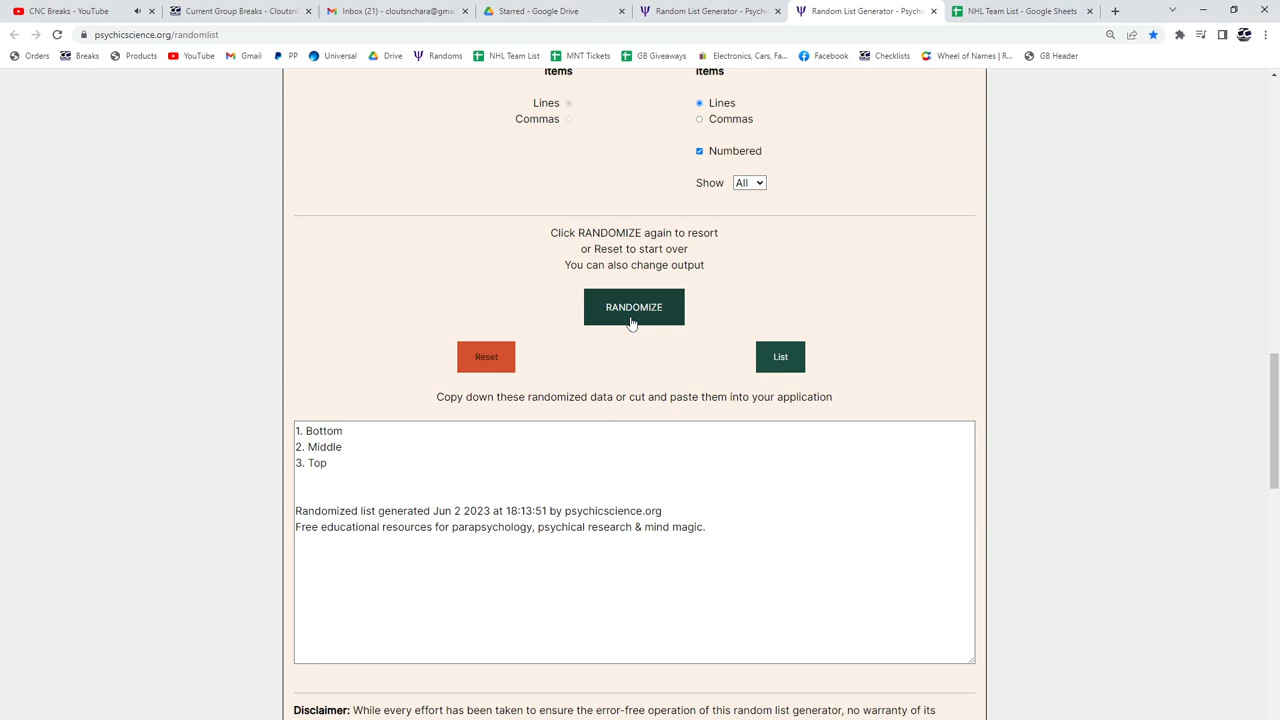 CNC Breaks - YouTube
Current Group Breaks - Cloutsn
Inbox (21) - cloutsnchara@gmai
Starred - Google Drive
Random List Generator - Psychic
Random List Generator - Psychi
NHL Team List - Google Sheets
psychicscience.org/randomlist
Orders
Breaks
Products
YouTube
Gmail
PP
Universal
Drive
Randoms
NHL Team List
MNT Tickets
GB Giveaways
Electronics, Cars, Fa...
Facebook
Checklists
Wheel of Names | R...
GB Header
Items
Items
Lines
Commas
Lines
Commas
Numbered
Show All
Click RANDOMIZE again to resort
or Reset to start over
You can also change output
RANDOMIZE
Reset
List
Copy down these randomized data or cut and paste them into your application
1. Bottom
2. Middle
3. Top
Randomized list generated Jun 2 2023 at 18:13:51 by psychicscience.org
Free educational resources for parapsychology, psychical research & mind magic.
Disclaimer: While every effort has been taken to ensure the error-free operation of this random list generator, no warranty of its